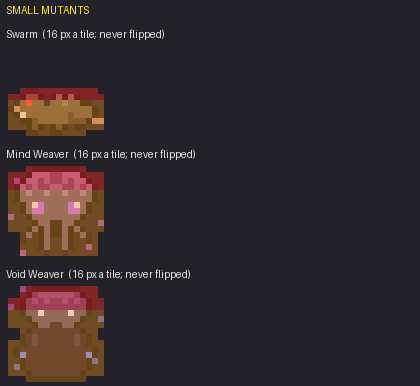 SMALL MUTANTS
Swarm (16 px a tile; never flipped)
Mind Weaver (16 px a tile; never flipped)
Void Weaver (16 px a tile; never flipped)